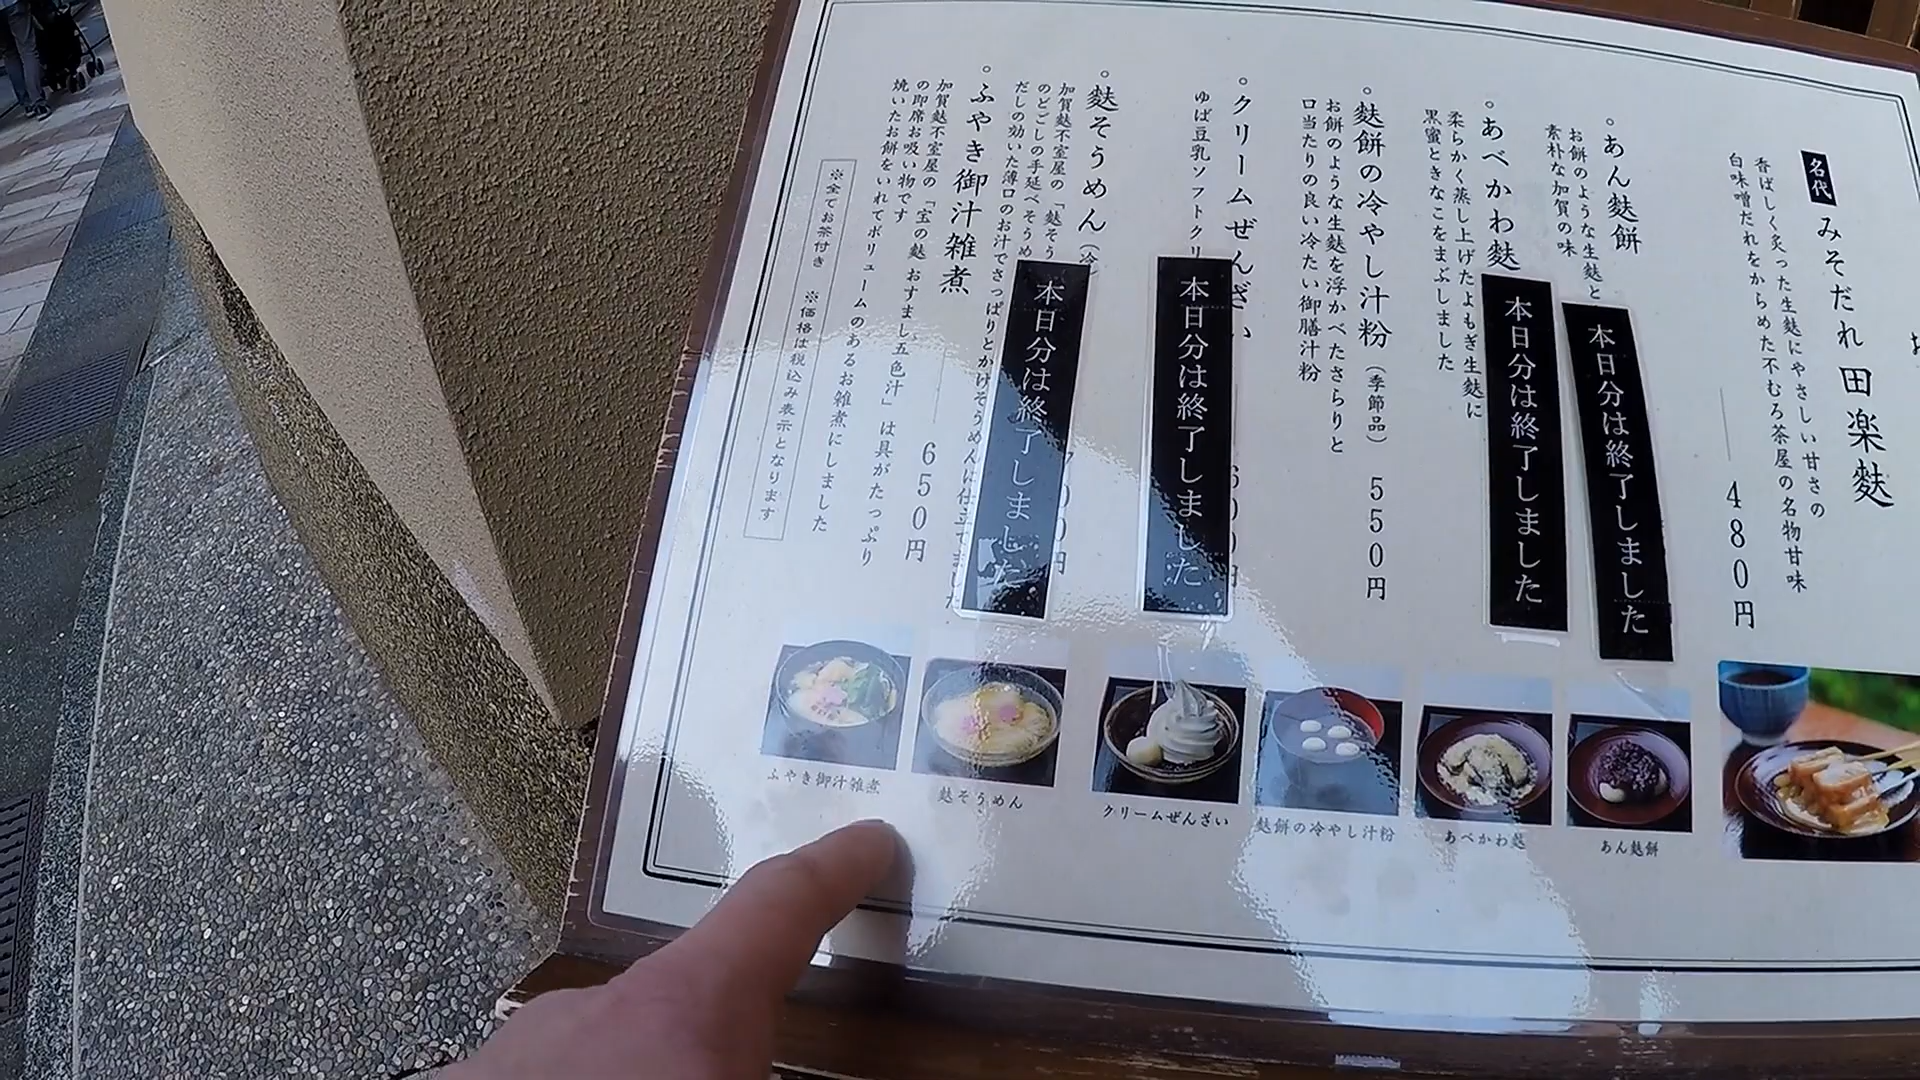 名代 みそだれ田楽麩
香ばしく炙った生麩にやさしい甘さの
白味噌だれをからめた不むろ茶屋の名物甘味
480円
あん麩餅
お餅のような生麩と
素朴な加賀の味
本日分は終了しました
あべかわ麩
柔らかく蒸し上げたよもぎ生麩に
黒蜜ときなこをまぶしました
本日分は終了しました
麩餅の冷やし汁粉(季節品) 550円
お餅のような生麩を浮かべたさらりと
口当たりの良い冷たい御膳汁粉
クリームぜんざい
ゆば豆乳ソフトクリ
600円
本日分は終了しました
麩そうめん(冷
加賀麩不室屋の「麩そう
のどごしの手延べそうめ
だしの効いた薄口のお汁でさっぱりとかけそうめんに仕立てました
00円
本日分は終了しました
ふやき御汁雑煮
加賀麩不室屋の「宝の麩 おすまし五色汁」は具がたっぷり
の即席お吸い物です
焼いたお餅をいれてボリュームのあるお雑煮にしました
650円
※全てお茶付き ※価格は税込み表示となります
ふやき御汁雑煮
麩そうめん
クリームぜんざい
麩餅の冷やし汁粉
あべかわ麩
あん麩餅